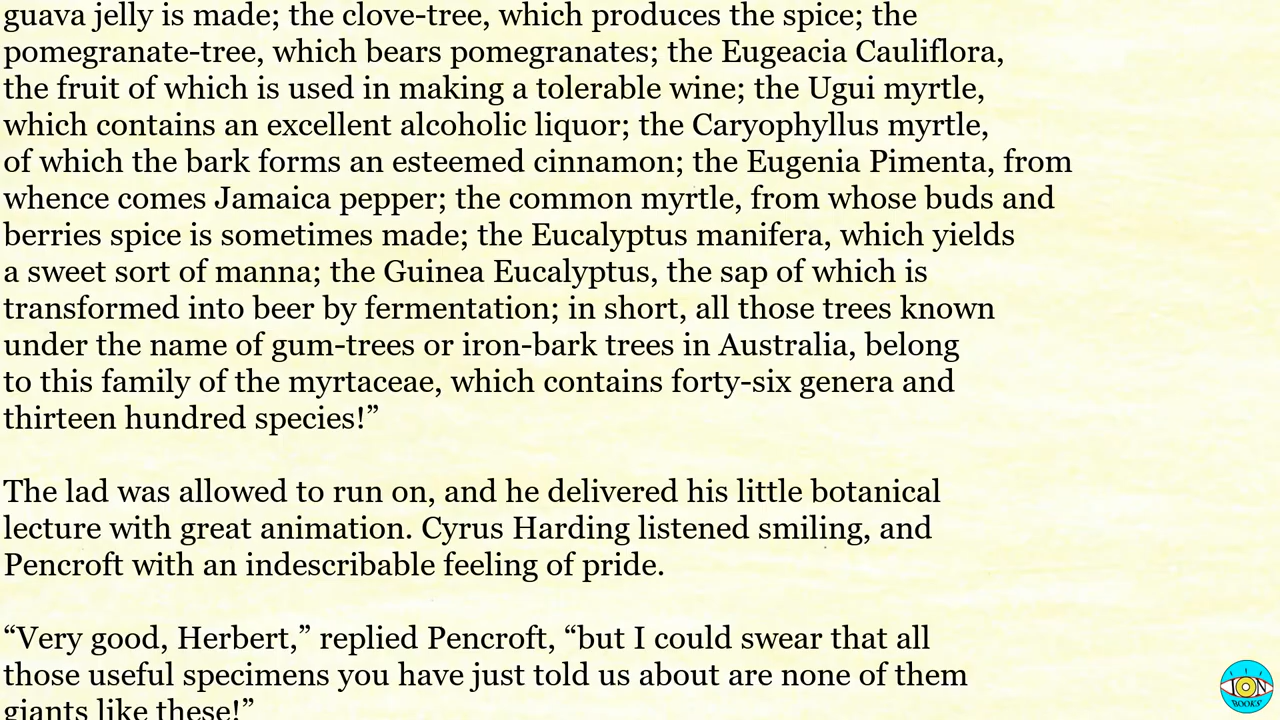 guava jelly is made; the clove-tree, which produces the spice; the
pomegranate-tree, which bears pomegranates; the Eugeacia Cauliflora,
the fruit of which is used in making a tolerable wine; the Ugui myrtle,
which contains an excellent alcoholic liquor; the Caryophyllus myrtle,
of which the bark forms an esteemed cinnamon; the Eugenia Pimenta, from
whence comes Jamaica pepper; the common myrtle, from whose buds and
berries spice is sometimes made; the Eucalyptus manifera, which yields
a sweet sort of manna; the Guinea Eucalyptus, the sap of which is
transformed into beer by fermentation; in short, all those trees known
under the name of gum-trees or iron-bark trees in Australia, belong
to this family of the myrtaceae, which contains forty-six genera and
thirteen hundred species!”
The lad was allowed to run on, and he delivered his little botanical
lecture with great animation. Cyrus Harding listened smiling, and
Pencroft with an indescribable feeling of pride.
“Very good, Herbert,” replied Pencroft, “but I could swear that all
those useful specimens you have just told us about are none of them
giants like these!”
ION
BOOKS